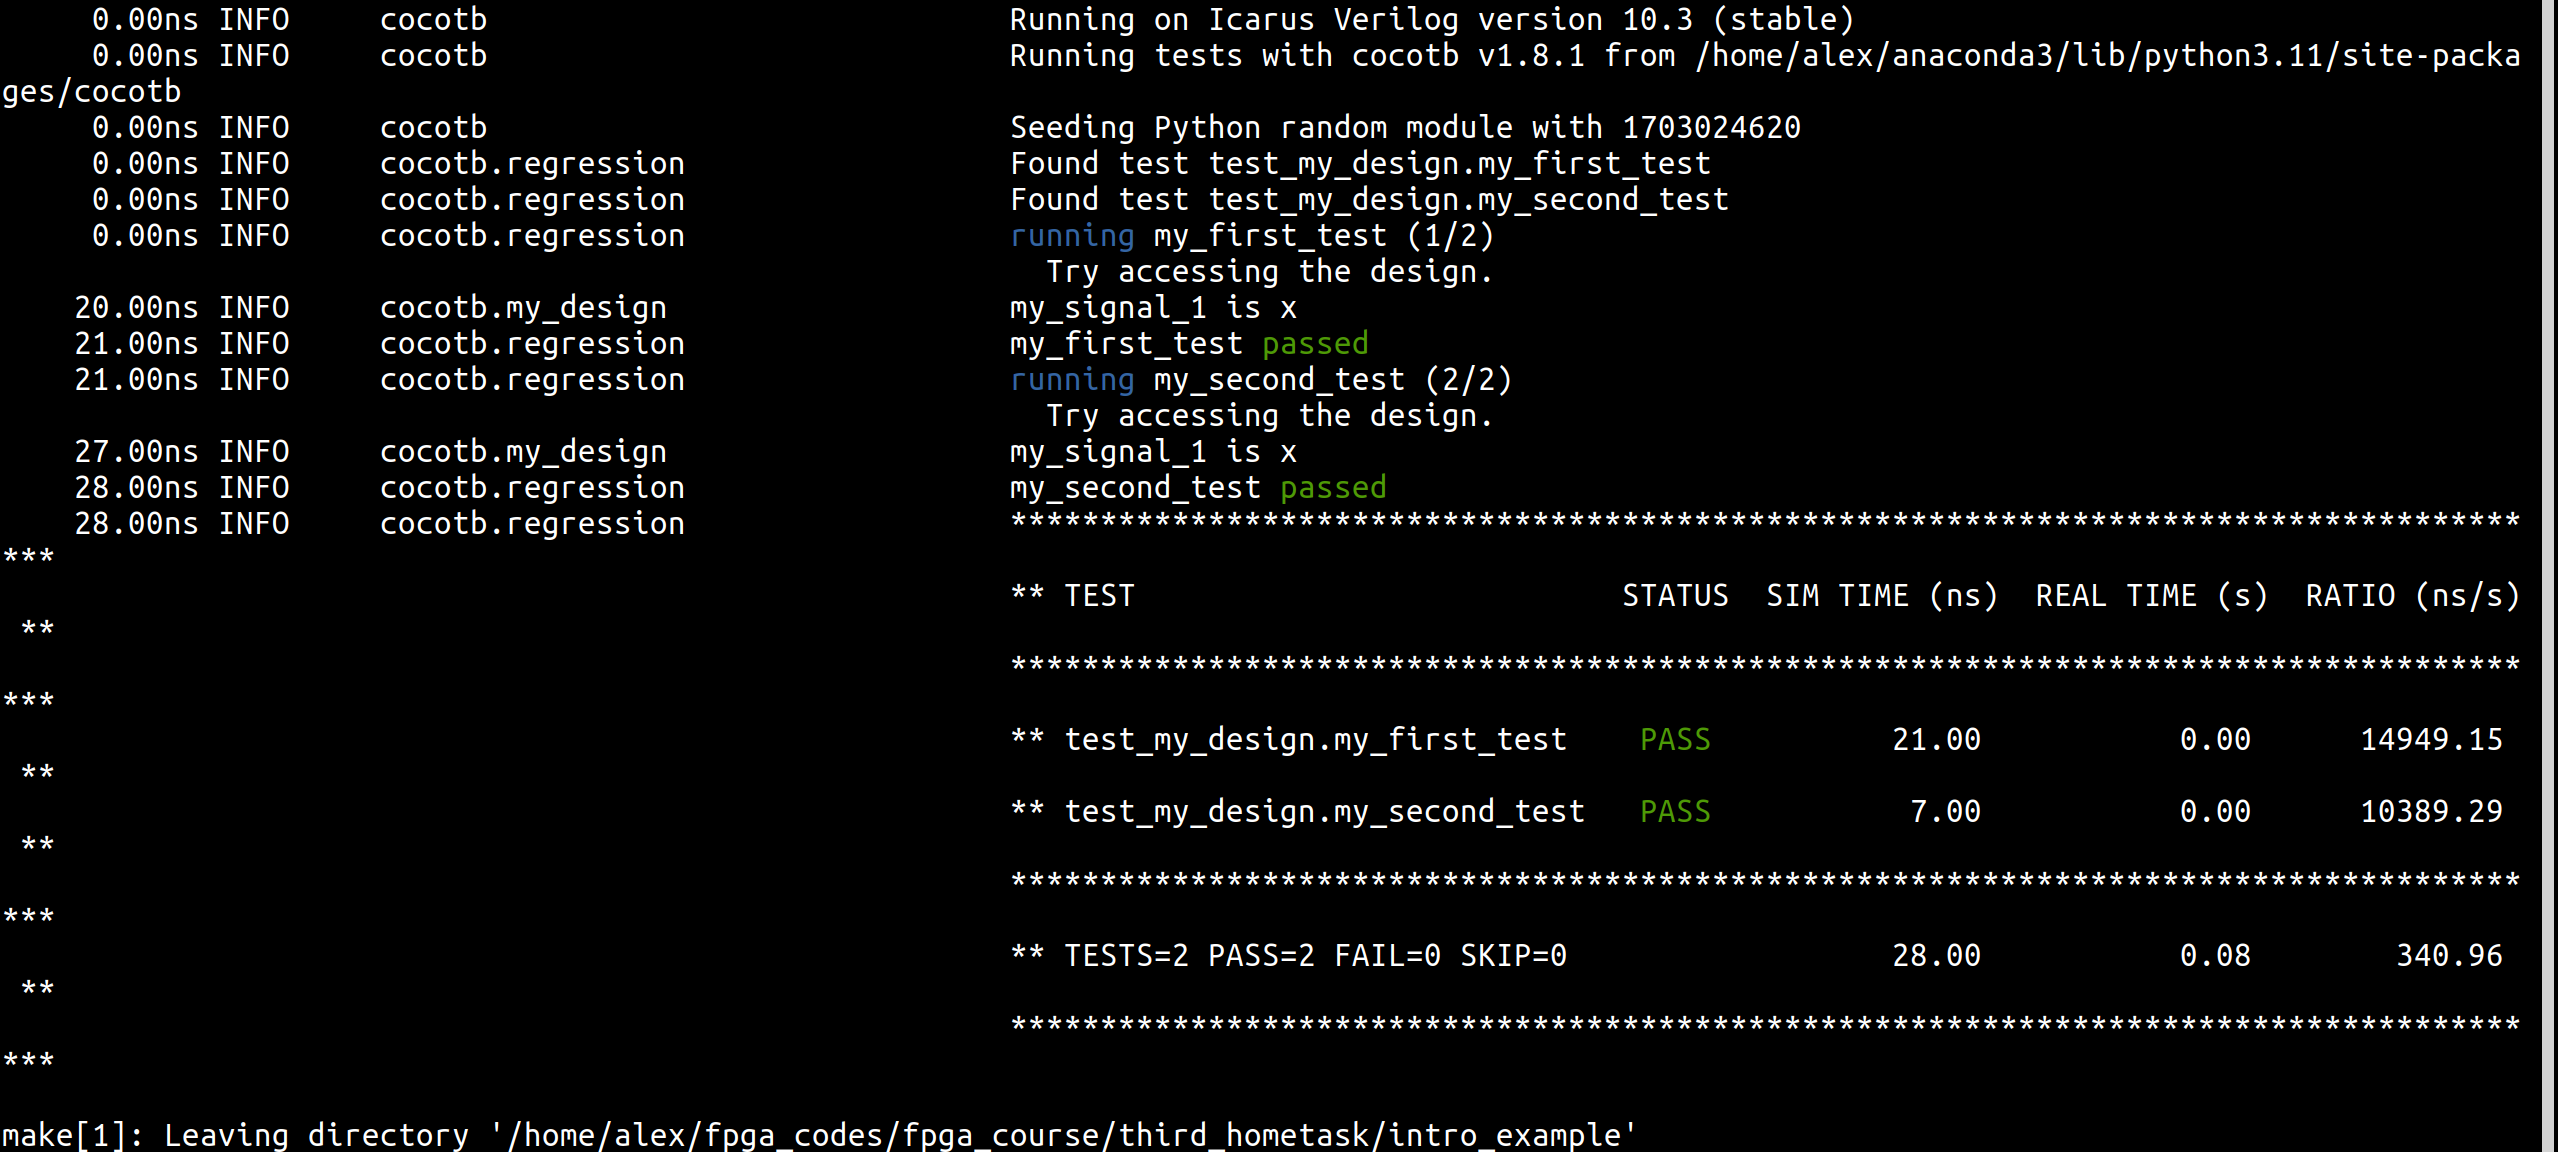 0.00ns INFO     cocotb                             Running on Icarus Verilog version 10.3 (stable)
0.00ns INFO     cocotb                             Running tests with cocotb v1.8.1 from /home/alex/anaconda3/lib/python3.11/site-packa
ges/cocotb
0.00ns INFO     cocotb                             Seeding Python random module with 1703024620
0.00ns INFO     cocotb.regression                  Found test test_my_design.my_first_test
0.00ns INFO     cocotb.regression                  Found test test_my_design.my_second_test
0.00ns INFO     cocotb.regression                  running my_first_test (1/2)
Try accessing the design.
20.00ns INFO     cocotb.my_design                   my_signal_1 is x
21.00ns INFO     cocotb.regression                  my_first_test passed
21.00ns INFO     cocotb.regression                  running my_second_test (2/2)
Try accessing the design.
27.00ns INFO     cocotb.my_design                   my_signal_1 is x
28.00ns INFO     cocotb.regression                  my_second_test passed
28.00ns INFO     cocotb.regression                  ************************************************************************************
***
** TEST                           STATUS  SIM TIME (ns)  REAL TIME (s)  RATIO (ns/s)
**
************************************************************************************
***
** test_my_design.my_first_test    PASS          21.00           0.00      14949.15
**
** test_my_design.my_second_test   PASS           7.00           0.00      10389.29
**
************************************************************************************
***
** TESTS=2 PASS=2 FAIL=0 SKIP=0                  28.00           0.08        340.96
**
************************************************************************************
***
make[1]: Leaving directory '/home/alex/fpga_codes/fpga_course/third_hometask/intro_example'